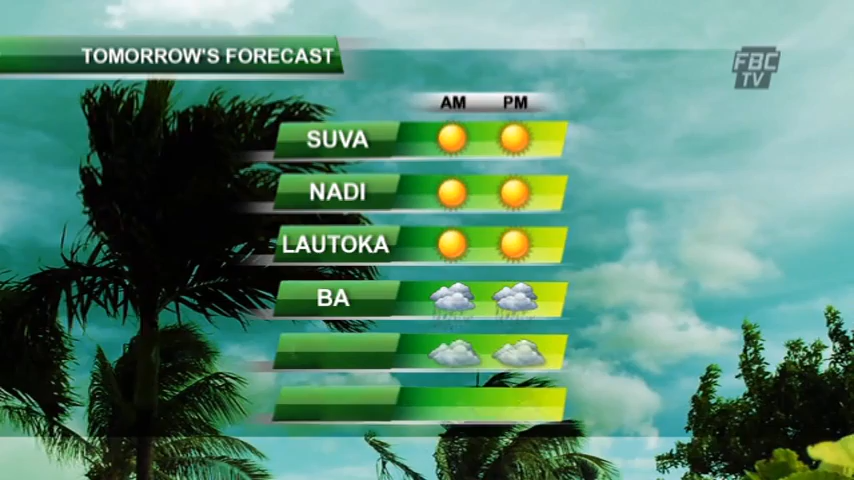 TOMORROW'S FORECAST
FBC
TV
AM PM
SUVA
NADI
LAUTOKA
BA